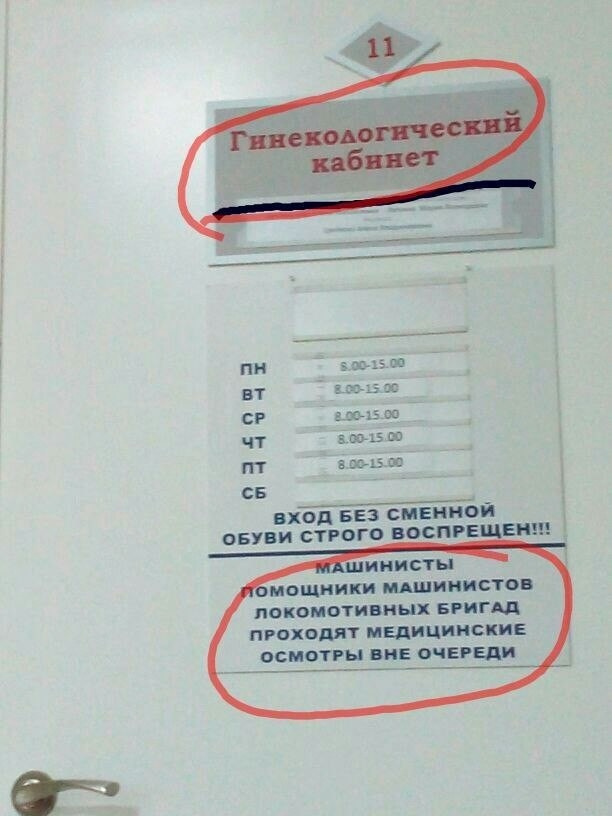 11
Гинекологический
кабинет
ПН 8.00-15.00
ВТ 8.00-15.00
СР 8.00-15.00
ЧТ 8.00-15.00
ПТ 8.00-15.00
СБ
ВХОД БЕЗ СМЕННОЙ
ОБУВИ СТРОГО ВОСПРЕЩЕН!!!
МАШИНИСТЫ
ПОМОЩНИКИ МАШИНИСТОВ
ЛОКОМОТИВНЫХ БРИГАД
ПРОХОДЯТ МЕДИЦИНСКИЕ
ОСМОТРЫ ВНЕ ОЧЕРЕДИ